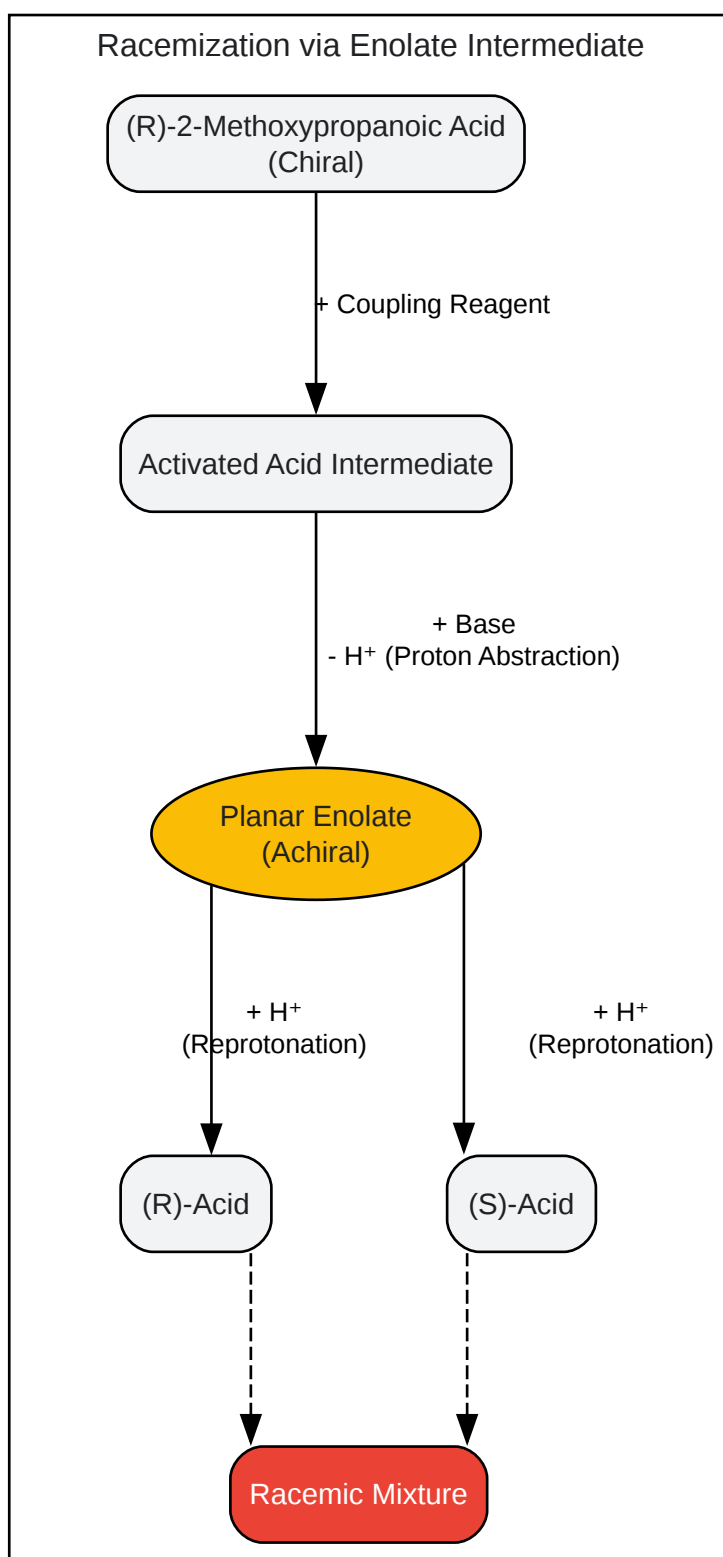 Racemization via Enolate Intermediate
(R)-2-Methoxypropanoic Acid
(Chiral)
+ Coupling Reagent
Activated Acid Intermediate
+ Base
- H⁺ (Proton Abstraction)
Planar Enolate
(Achiral)
+ H⁺
(Reprotonation)
+ H⁺
(Reprotonation)
(R)-Acid
(S)-Acid
Racemic Mixture